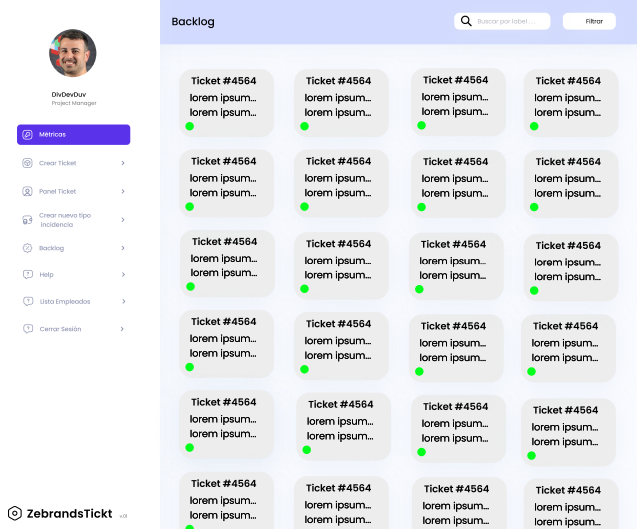 Backlog
Buscar por label ...
Filtrar
DivDevDuv
Project Manager
Métricas
Crear Ticket
Panel Ticket
Crear nuevo tipo
incidencia
Backlog
Help
Lista Empleados
Cerrar Sesión
ZebrandsTickt
v.01
Ticket #4564 Ticket #4564 Ticket #4564 Ticket #4564
lorem ipsum... lorem ipsum... lorem ipsum... lorem ipsum...
lorem ipsum... lorem ipsum... lorem ipsum... lorem ipsum...
Ticket #4564 Ticket #4564 Ticket #4564 Ticket #4564
lorem ipsum... lorem ipsum... lorem ipsum... lorem ipsum...
lorem ipsum... lorem ipsum... lorem ipsum... lorem ipsum...
Ticket #4564 Ticket #4564 Ticket #4564 Ticket #4564
lorem ipsum... lorem ipsum... lorem ipsum... lorem ipsum...
lorem ipsum... lorem ipsum... lorem ipsum... lorem ipsum...
Ticket #4564 Ticket #4564 Ticket #4564 Ticket #4564
lorem ipsum... lorem ipsum... lorem ipsum... lorem ipsum...
lorem ipsum... lorem ipsum... lorem ipsum... lorem ipsum...
Ticket #4564 Ticket #4564 Ticket #4564 Ticket #4564
lorem ipsum... lorem ipsum... lorem ipsum... lorem ipsum...
lorem ipsum... lorem ipsum... lorem ipsum... lorem ipsum...
Ticket #4564 Ticket #4564 Ticket #4564 Ticket #4564
lorem ipsum... lorem ipsum... lorem ipsum... lorem ipsum...
lorem ipsum... lorem ipsum... lorem ipsum... lorem ipsum...